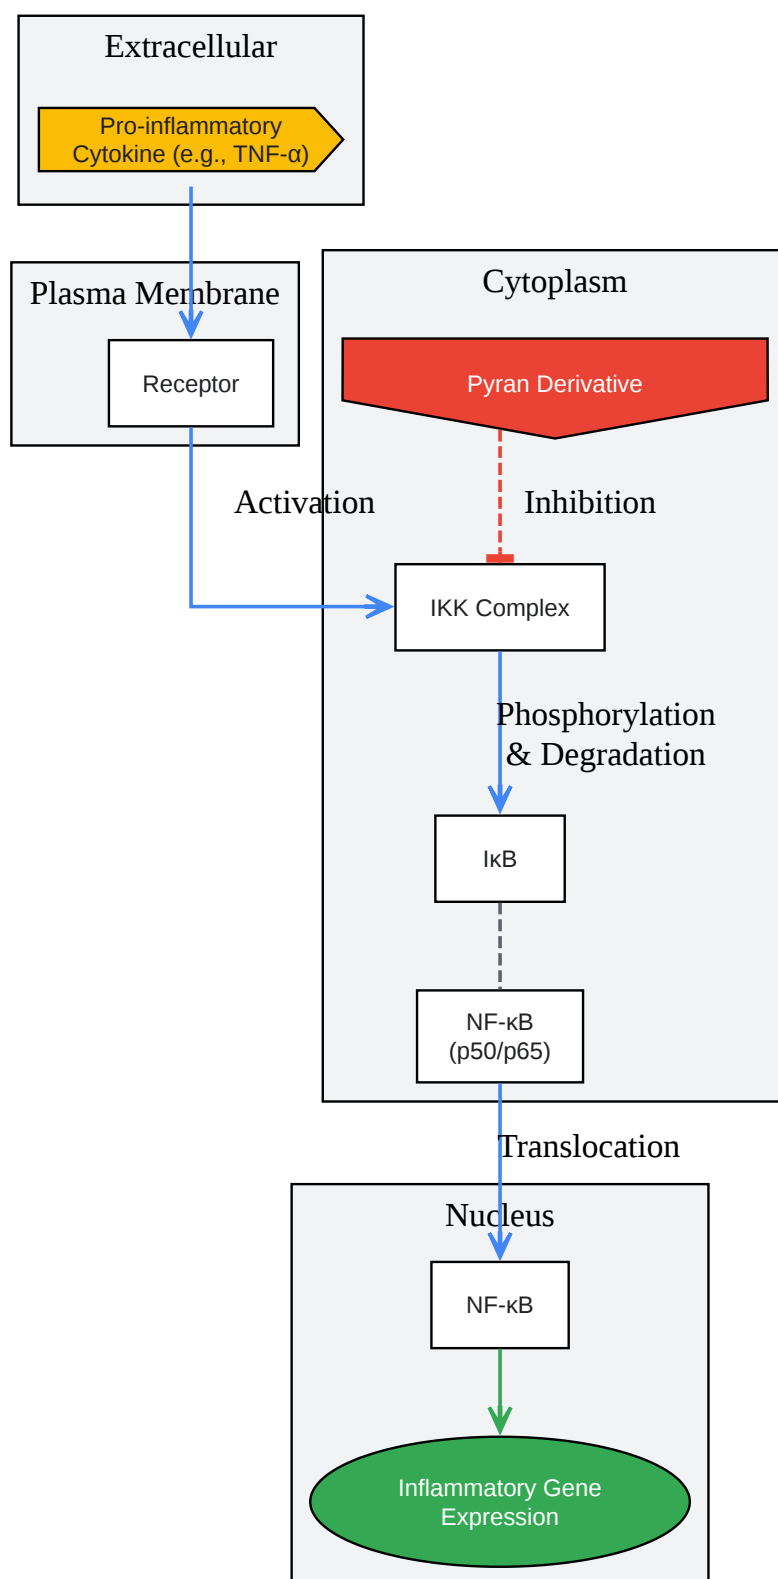 Extracellular
Pro-inflammatory
Cytokine (e.g., TNF-α)
Plasma Membrane
Receptor
Cytoplasm
Pyran Derivative
Activation
Inhibition
IKK Complex
Phosphorylation
& Degradation
IκB
NF-κB
(p50/p65)
Translocation
Nucleus
NF-κB
Inflammatory Gene
Expression